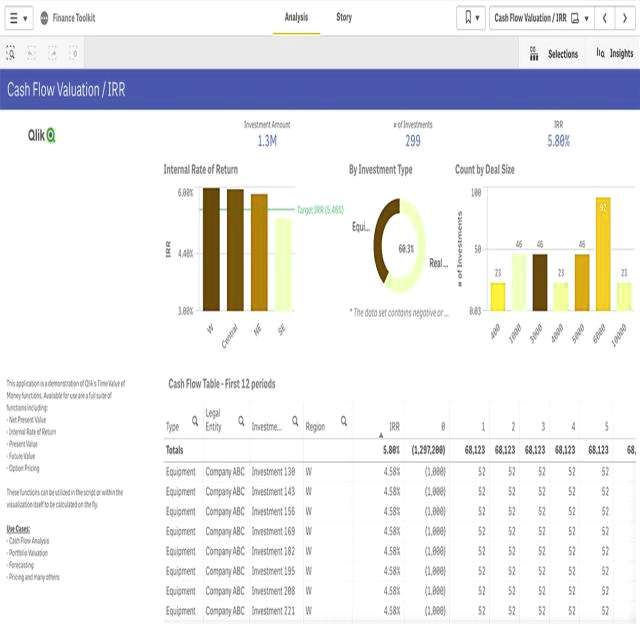 Finance Toolkit
Analysis
Story
Cash Flow Valuation / IRR
Selections
Insights
Cash Flow Valuation / IRR
Qlik
Investment Amount
1.3M
# of Investments
299
IRR
5.80%
Internal Rate of Return
6.00%
4.40%
3.00%
IRR
Target IRR (5.46%)
W
Central
NE
SE
By Investment Type
Equi...
60.3%
Real ...
* The data set contains negative or ...
Count by Deal Size
# of Investments
100
50
0.03
23
46
46
23
46
92
23
400
1000
3000
4000
5000
6000
10000
This application is a demonstration of Qlik's Time Value of
Money functions. Available for use are a full suite of
functions including:
- Net Present Value
- Internal Rate of Return
- Present Value
- Future Value
- Option Pricing
These functions can be utilized in the script or within the
visualization itself to be calculated on the fly.
Use Cases:
- Cash Flow Analysis
- Portfolio Valuation
- Forecasting
- Pricing and many others
Cash Flow Table - First 12 periods
Type Legal Entity Investme... Region IRR 0 1 2 3 4 5
Totals 5.80% (1,297,200) 68,123 68,123 68,123 68,123 68,123 68,
Equipment Company ABC Investment 130 W 4.58% (1,000) 52 52 52 52 52
Equipment Company ABC Investment 143 W 4.58% (1,000) 52 52 52 52 52
Equipment Company ABC Investment 156 W 4.58% (1,000) 52 52 52 52 52
Equipment Company ABC Investment 169 W 4.58% (1,000) 52 52 52 52 52
Equipment Company ABC Investment 182 W 4.58% (1,000) 52 52 52 52 52
Equipment Company ABC Investment 195 W 4.58% (1,000) 52 52 52 52 52
Equipment Company ABC Investment 208 W 4.58% (1,000) 52 52 52 52 52
Equipment Company ABC Investment 221 W 4.58% (1,000) 52 52 52 52 52